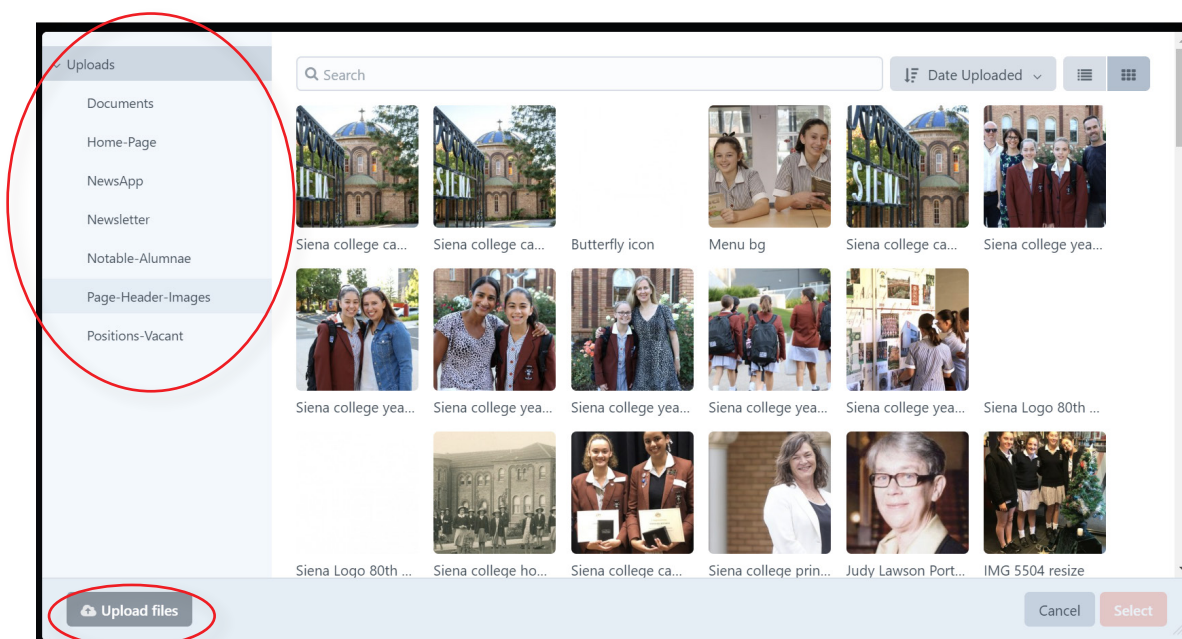 Uploads
Documents
Home-Page
NewsApp
Newsletter
Notable-Alumnae
Page-Header-Images
Positions-Vacant
Search
Date Uploaded
SIENA
SIENA
SIENA
Siena college ca...
Siena college ca...
Butterfly icon
Menu bg
Siena college ca...
Siena college yea...
Siena college yea...
Siena college yea...
Siena college yea...
Siena college yea...
Siena college yea...
Siena Logo 80th ...
Siena Logo 80th ...
Siena college ho...
Siena college ca...
Siena college prin...
Judy Lawson Port...
IMG 5504 resize
Upload files
Cancel
Select